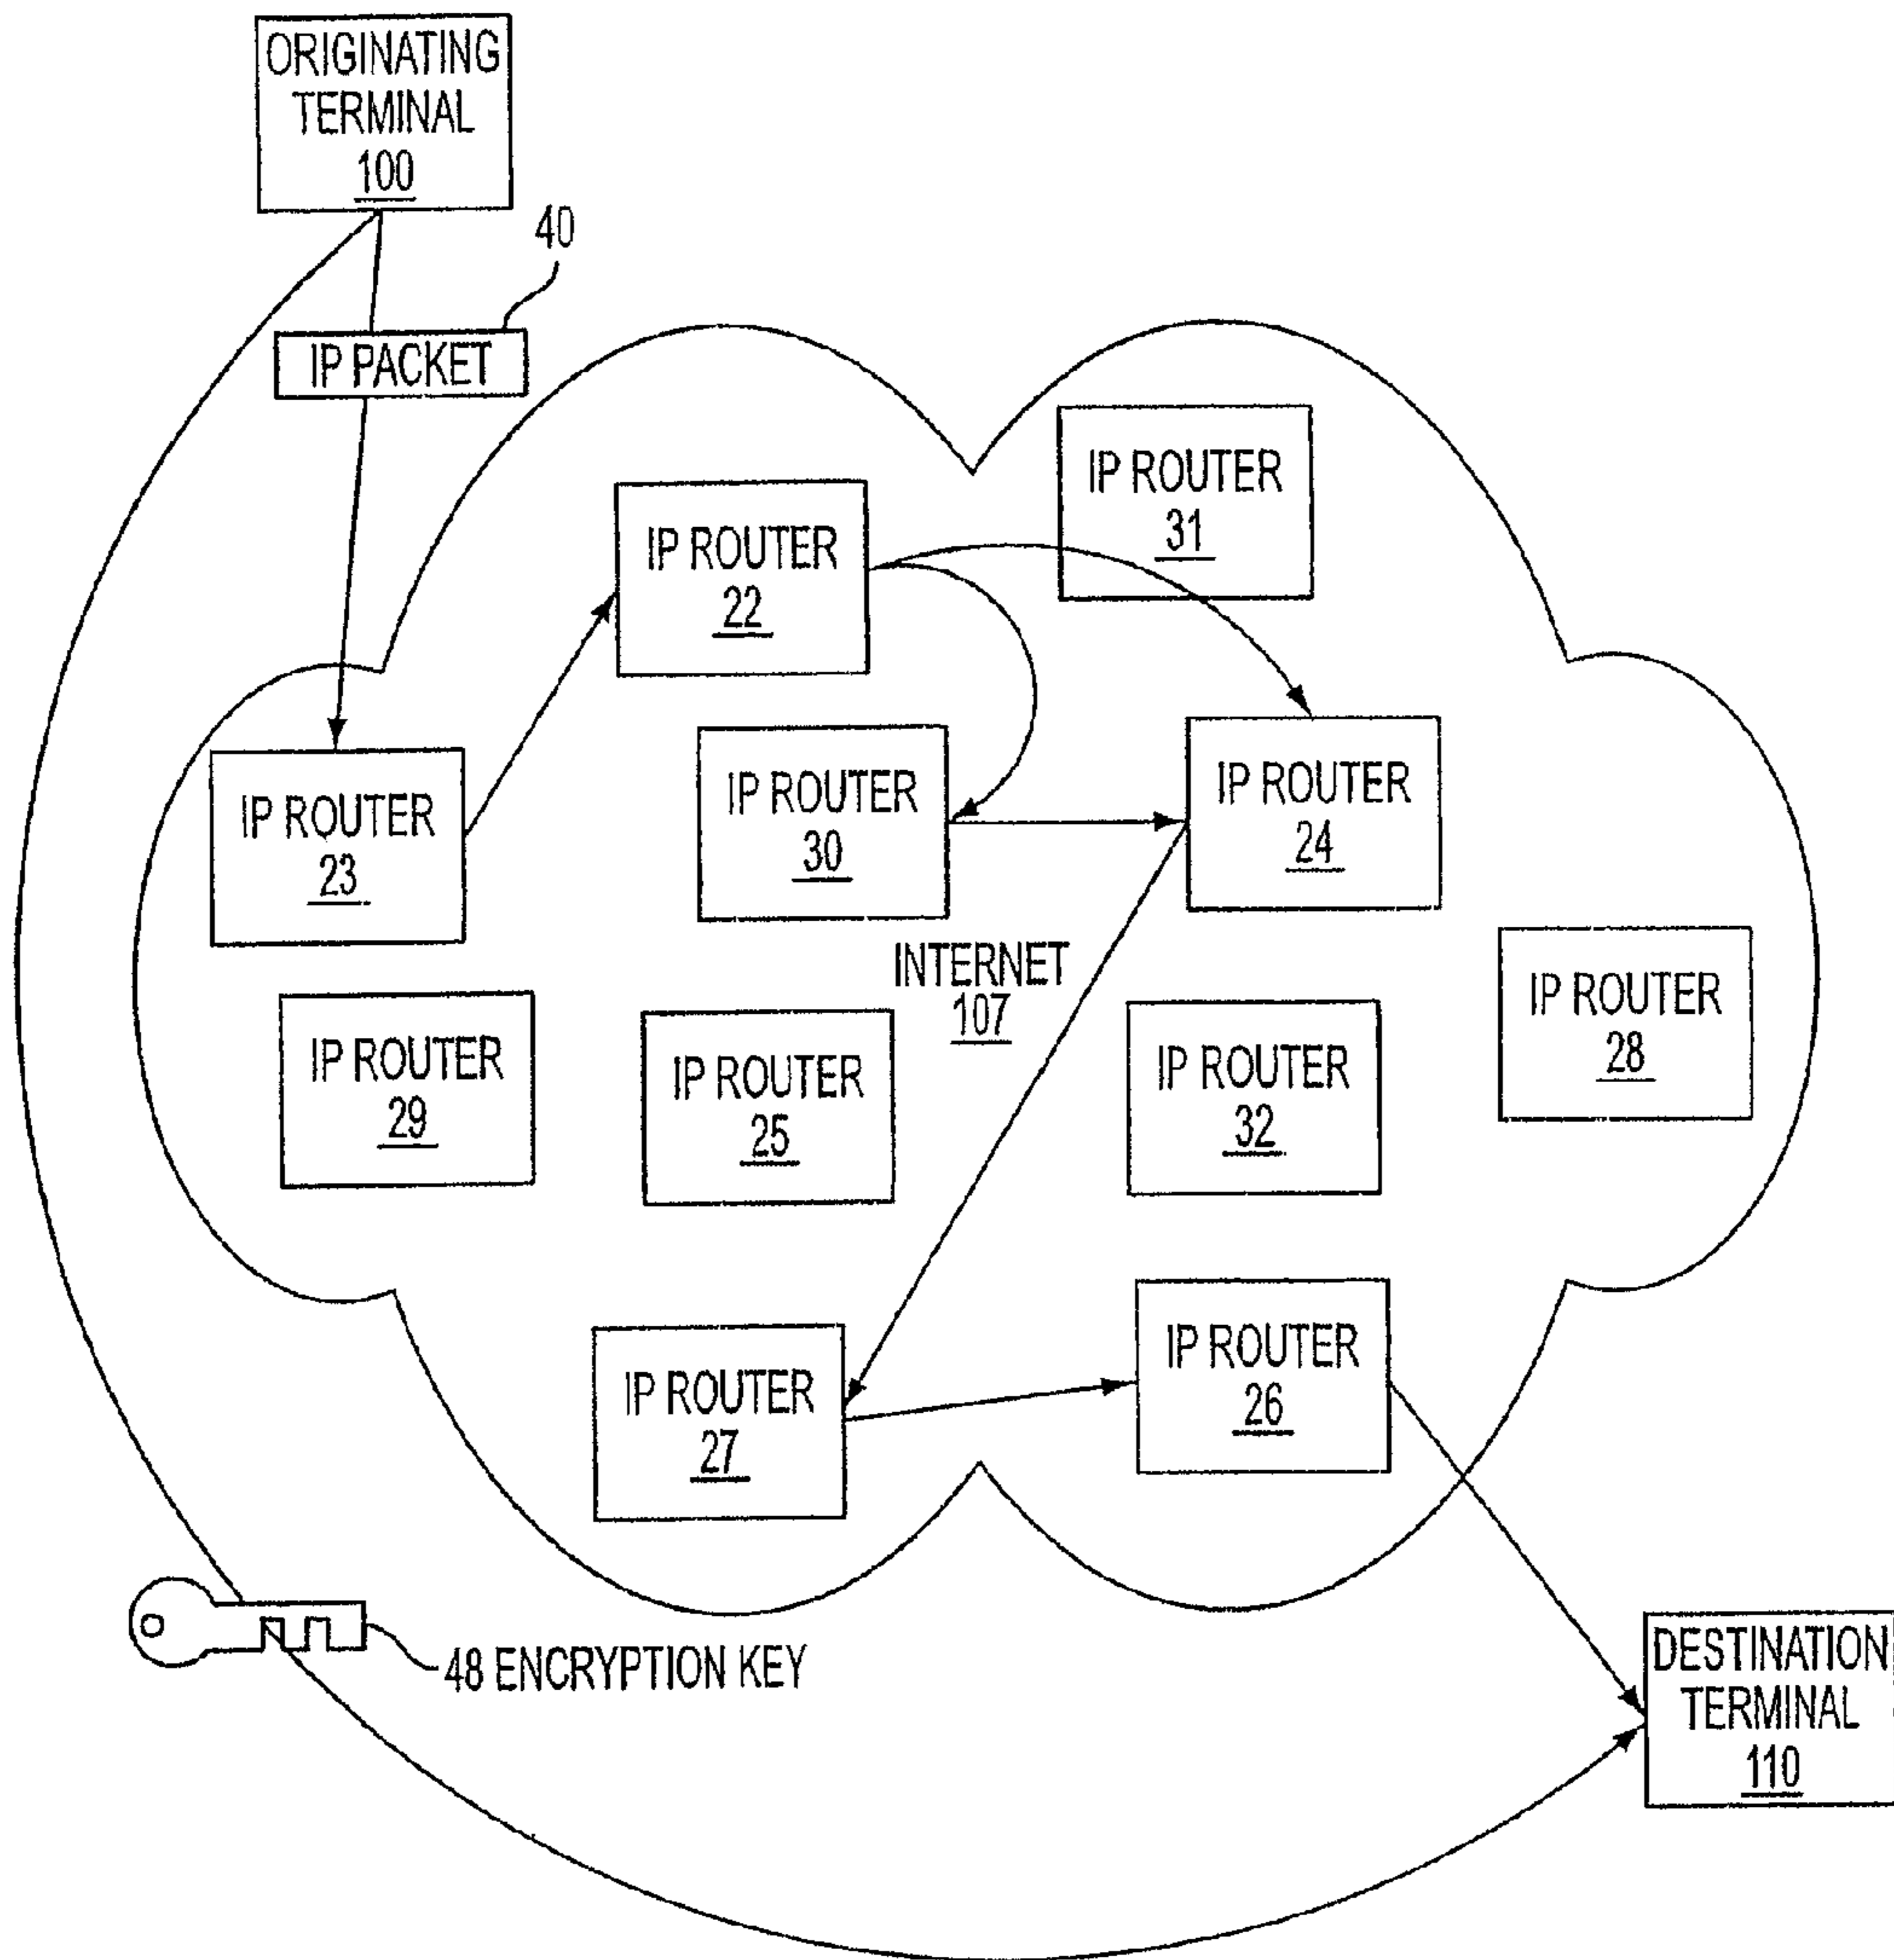 ORIGINATING
TERMINAL
100
40
IP PACKET
IP ROUTER
31
IP ROUTER
22
IP ROUTER
23
IP ROUTER
30
IP ROUTER
24
INTERNET
107
IP ROUTER
28
IP ROUTER
29
IP ROUTER
25
IP ROUTER
32
IP ROUTER
27
IP ROUTER
26
48 ENCRYPTION KEY
DESTINATION
TERMINAL
110